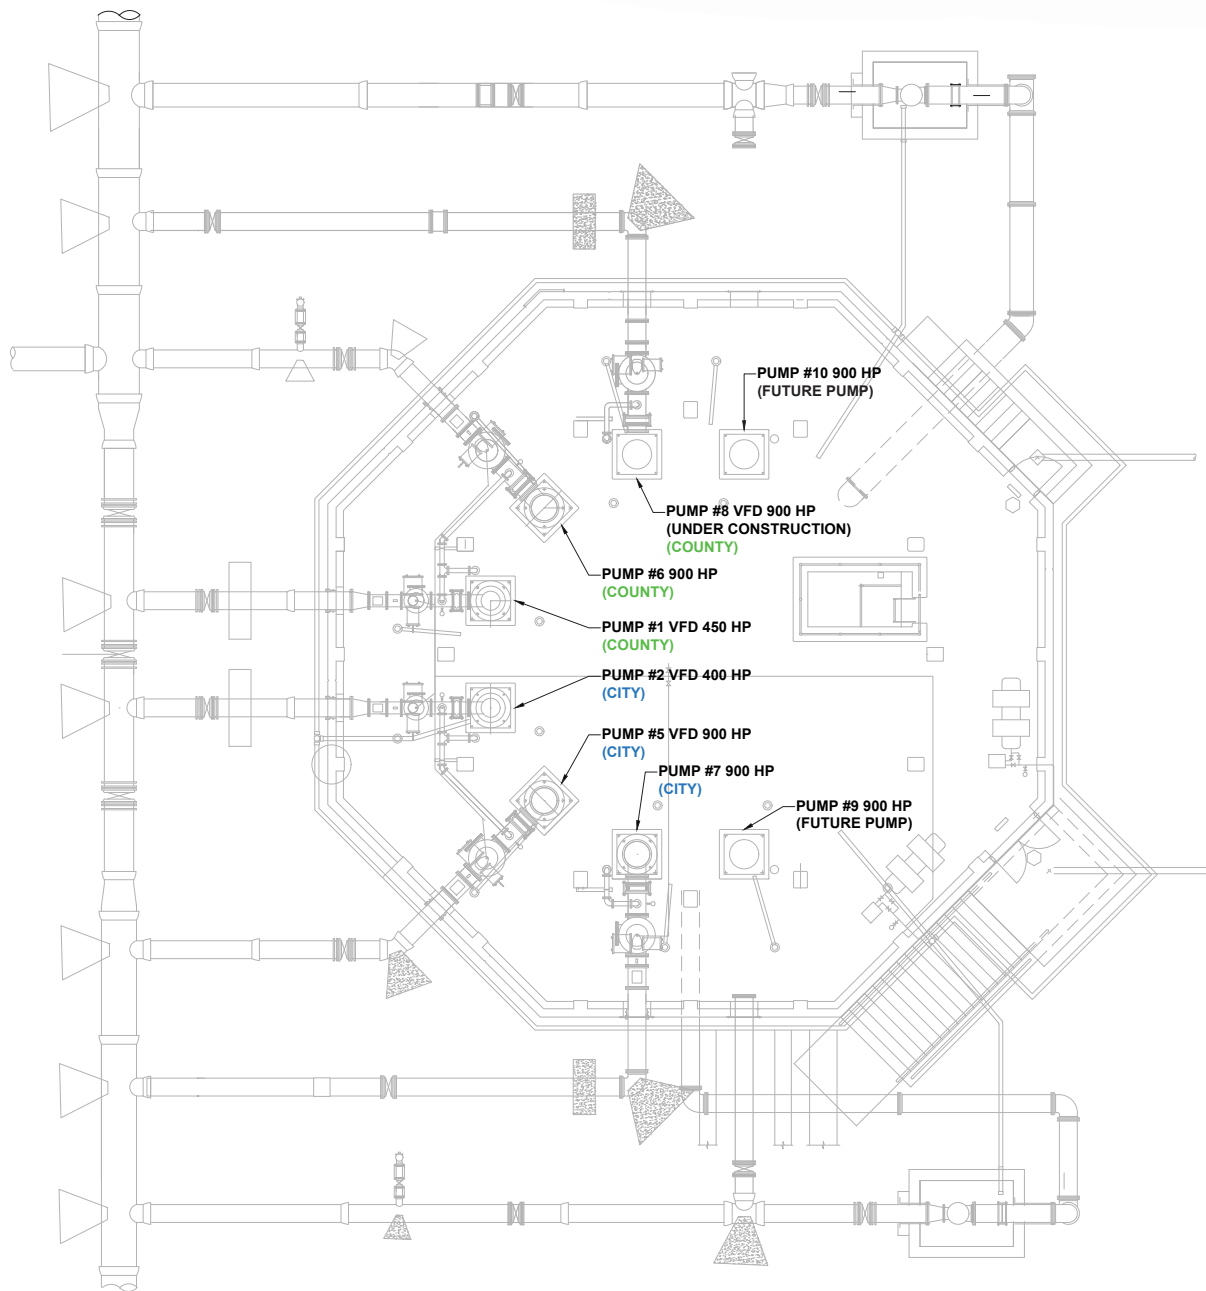 PUMP #10 900 HP
(FUTURE PUMP)
PUMP #8 VFD 900 HP
(UNDER CONSTRUCTION)
(COUNTY)
PUMP #6 900 HP
(COUNTY)
PUMP #1 VFD 450 HP
(COUNTY)
PUMP #2 VFD 400 HP
(CITY)
PUMP #5 VFD 900 HP
(CITY)
PUMP #7 900 HP
(CITY)
PUMP #9 900 HP
(FUTURE PUMP)